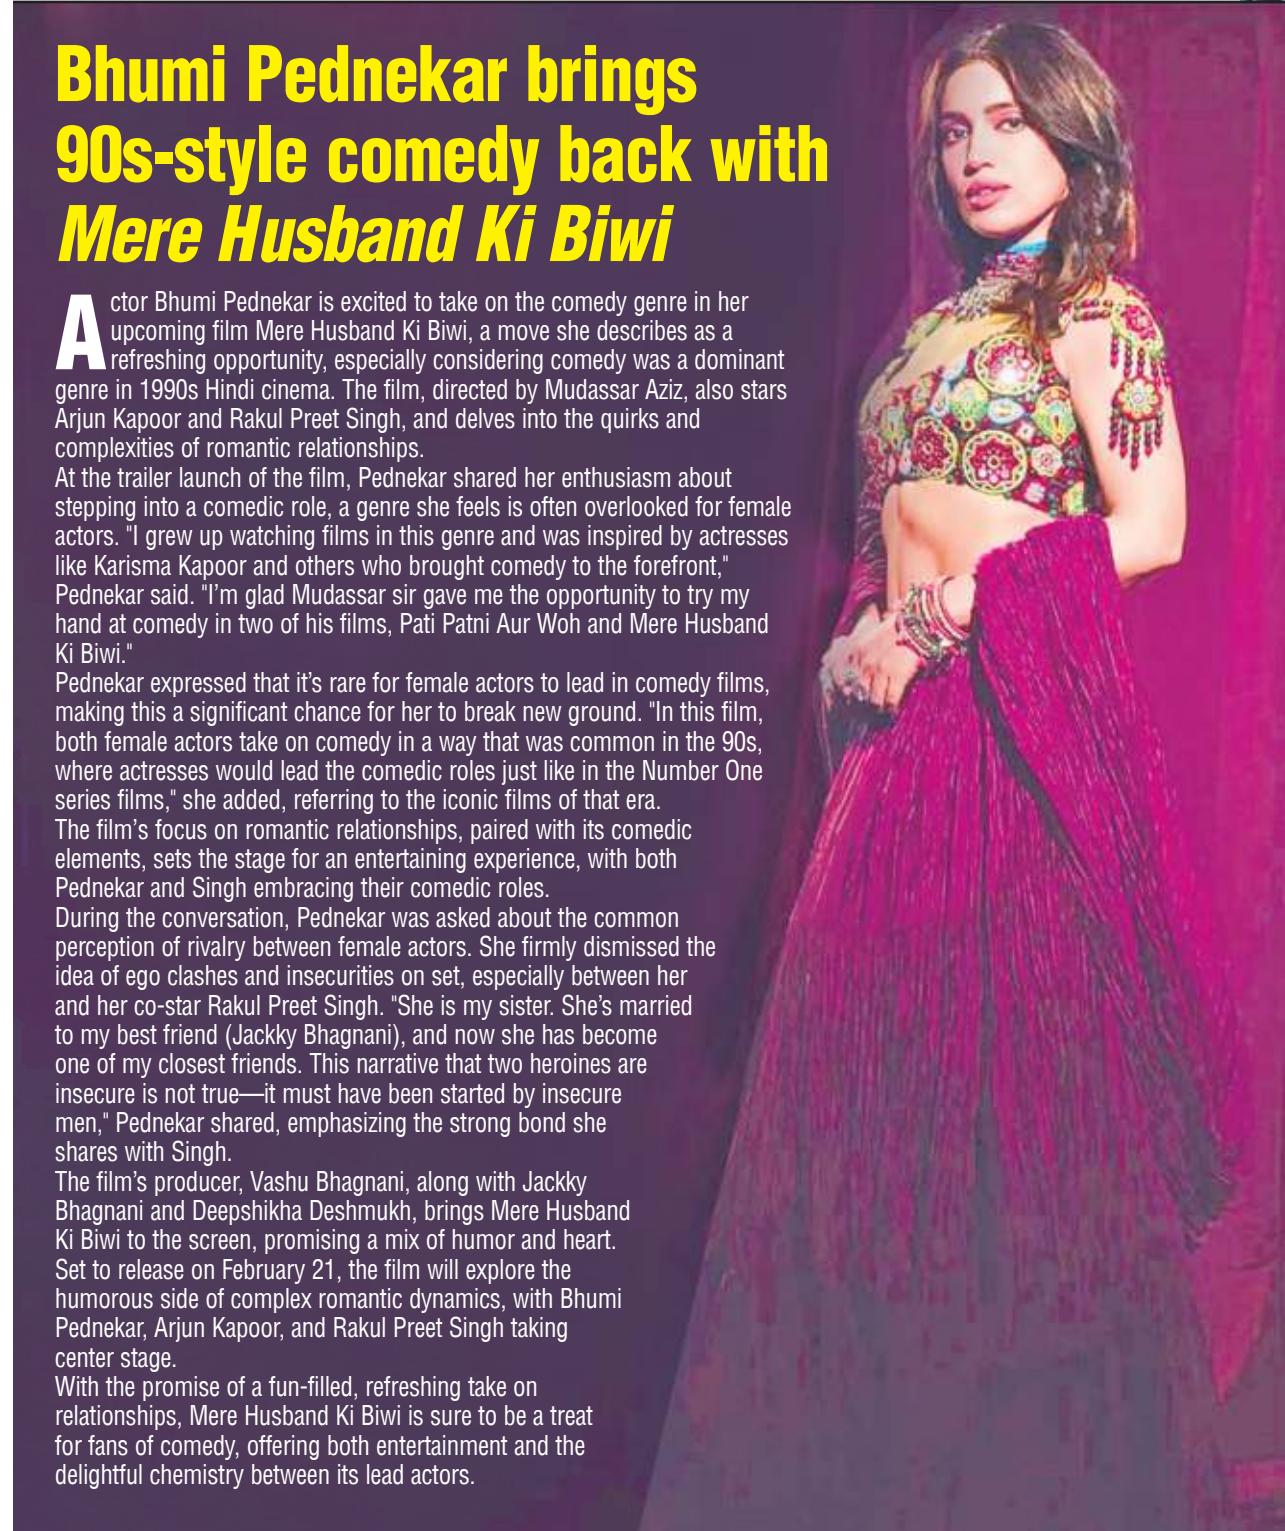 Bhumi Pednekar brings
90s-style comedy back with
Mere Husband Ki Biwi
Actor Bhumi Pednekar is excited to take on the comedy genre in her
upcoming film Mere Husband Ki Biwi, a move she describes as a
refreshing opportunity, especially considering comedy was a dominant
genre in 1990s Hindi cinema. The film, directed by Mudassar Aziz, also stars
Arjun Kapoor and Rakul Preet Singh, and delves into the quirks and
complexities of romantic relationships.
At the trailer launch of the film, Pednekar shared her enthusiasm about
stepping into a comedic role, a genre she feels is often overlooked for female
actors. "I grew up watching films in this genre and was inspired by actresses
like Karisma Kapoor and others who brought comedy to the forefront,"
Pednekar said. "I’m glad Mudassar sir gave me the opportunity to try my
hand at comedy in two of his films, Pati Patni Aur Woh and Mere Husband
Ki Biwi."
Pednekar expressed that it’s rare for female actors to lead in comedy films,
making this a significant chance for her to break new ground. "In this film,
both female actors take on comedy in a way that was common in the 90s,
where actresses would lead the comedic roles just like in the Number One
series films," she added, referring to the iconic films of that era.
The film’s focus on romantic relationships, paired with its comedic
elements, sets the stage for an entertaining experience, with both
Pednekar and Singh embracing their comedic roles.
During the conversation, Pednekar was asked about the common
perception of rivalry between female actors. She firmly dismissed the
idea of ego clashes and insecurities on set, especially between her
and her co-star Rakul Preet Singh. "She is my sister. She’s married
to my best friend (Jackky Bhagnani), and now she has become
one of my closest friends. This narrative that two heroines are
insecure is not true—it must have been started by insecure
men," Pednekar shared, emphasizing the strong bond she
shares with Singh.
The film’s producer, Vashu Bhagnani, along with Jackky
Bhagnani and Deepshikha Deshmukh, brings Mere Husband
Ki Biwi to the screen, promising a mix of humor and heart.
Set to release on February 21, the film will explore the
humorous side of complex romantic dynamics, with Bhumi
Pednekar, Arjun Kapoor, and Rakul Preet Singh taking
center stage.
With the promise of a fun-filled, refreshing take on
relationships, Mere Husband Ki Biwi is sure to be a treat
for fans of comedy, offering both entertainment and the
delightful chemistry between its lead actors.